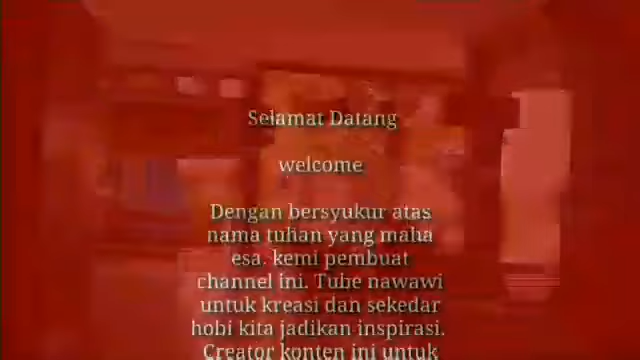 Selamat Datang
welcome
Dengan bersyukur atas
nama tuhan yang maha
esa. kemi pembuat
channel ini. Tube nawawi
untuk kreasi dan sekedar
hobi kita jadikan inspirasi.
Creator konten ini untuk